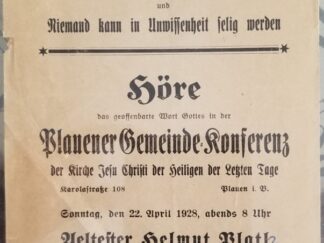 und
Niemand kann in Unwissenheit selig werden
Höre
das geoffenbarte Wort Gottes in der
Plauener Gemeinde-Konferenz
der Kirche Jesu Christi der Heiligen der Letzten Tage
Karolastraße 108 Plauen i. V.
Sonntag, den 22. April 1928, abends 8 Uhr
Aeltester Helmut Plath